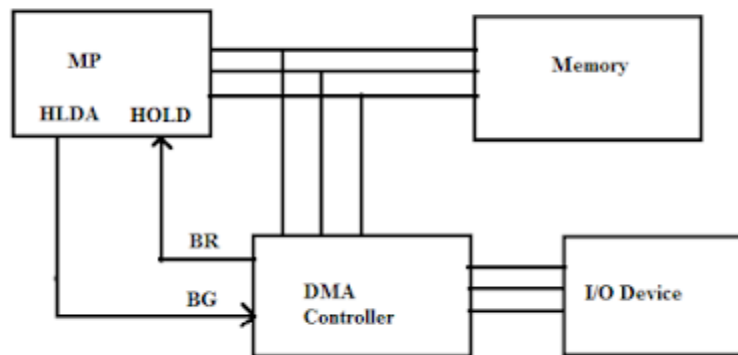 MP
Memory
HLDA HOLD
BR
BG
DMA
Controller
I/O Device